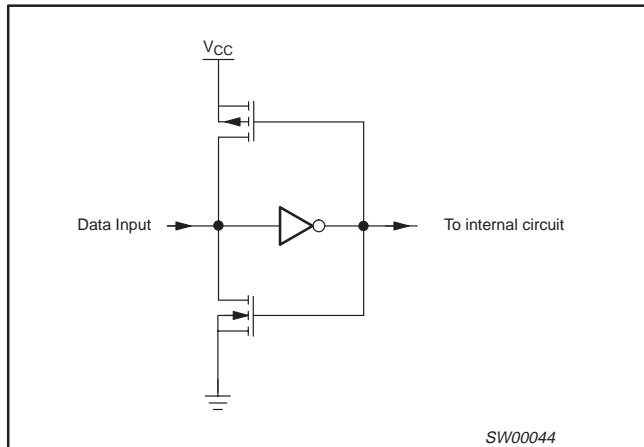 VCC
Data Input
To internal circuit
SW00044